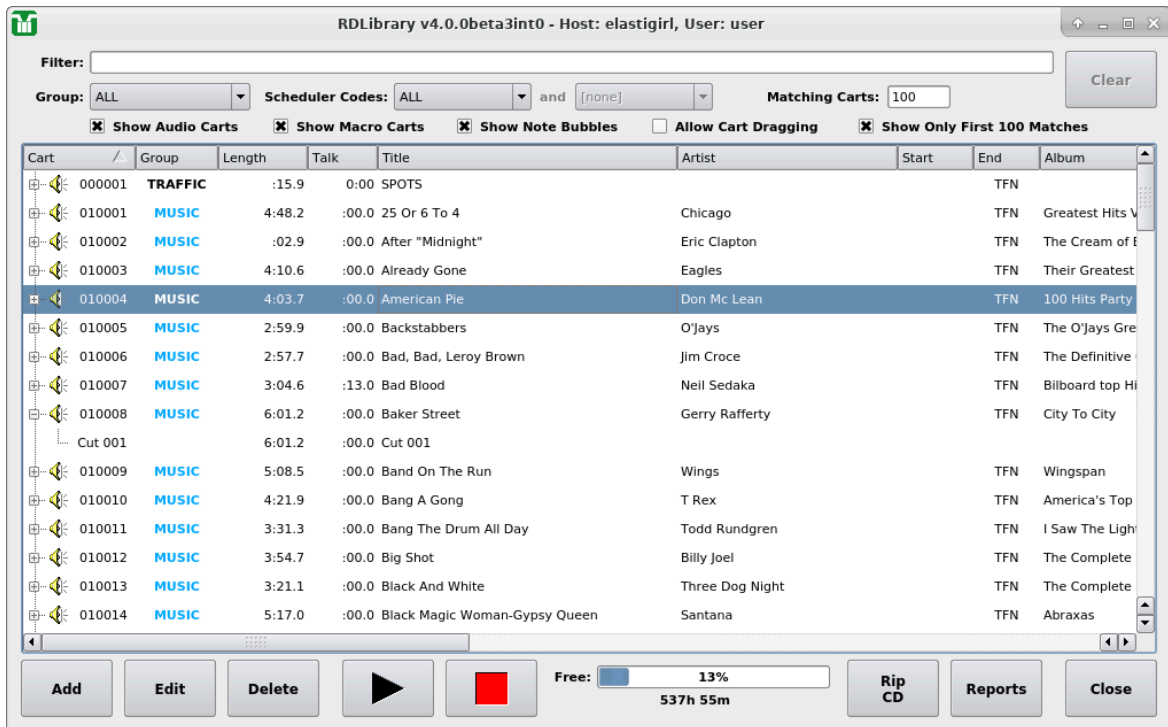 RDLibrary v4.0.0beta3int0 - Host: elastigirl, User: user
Filter:
Clear
Group: ALL Scheduler Codes: ALL and [none] Matching Carts: 100
Show Audio Carts Show Macro Carts Show Note Bubbles Allow Cart Dragging Show Only First 100 Matches
Cart Group Length Talk Title Artist Start End Album
000001 TRAFFIC :15.9 0:00 SPOTS TFN
010001 MUSIC 4:48.2 :00.0 25 Or 6 To 4 Chicago TFN Greatest Hits V
010002 MUSIC :02.9 :00.0 After "Midnight" Eric Clapton TFN The Cream of
010003 MUSIC 4:10.6 :00.0 Already Gone Eagles TFN Their Greatest
010004 MUSIC 4:03.7 :00.0 American Pie Don Mc Lean TFN 100 Hits Party
010005 MUSIC 2:59.9 :00.0 Backstabbers O'Jays TFN The O'Jays Gre
010006 MUSIC 2:57.7 :00.0 Bad, Bad, Leroy Brown Jim Croce TFN The Definitive
010007 MUSIC 3:04.6 :13.0 Bad Blood Neil Sedaka TFN Bilboard top Hi
010008 MUSIC 6:01.2 :00.0 Baker Street Gerry Rafferty TFN City To City
Cut 001 6:01.2 :00.0 Cut 001
010009 MUSIC 5:08.5 :00.0 Band On The Run Wings TFN Wingspan
010010 MUSIC 4:21.9 :00.0 Bang A Gong T Rex TFN America's Top
010011 MUSIC 3:31.3 :00.0 Bang The Drum All Day Todd Rundgren TFN I Saw The Ligh
010012 MUSIC 3:54.7 :00.0 Big Shot Billy Joel TFN The Complete
010013 MUSIC 3:21.1 :00.0 Black And White Three Dog Night TFN The Complete
010014 MUSIC 5:17.0 :00.0 Black Magic Woman-Gypsy Queen Santana TFN Abraxas
Add Edit Delete Free: 13% Rip CD Reports Close
537h 55m